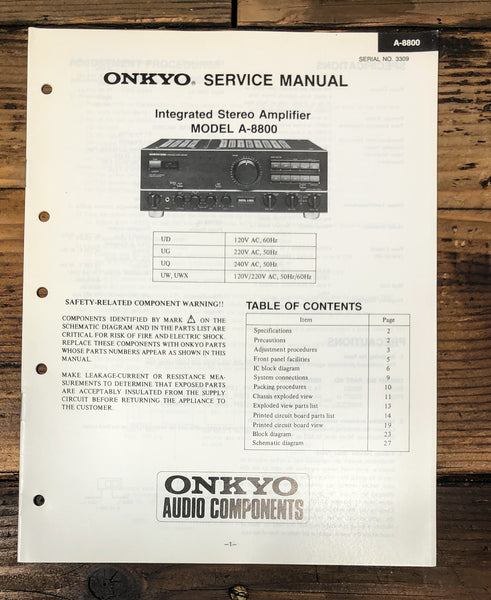 A-8800
SERIAL NO. 3309
ONKYO® SERVICE MANUAL
Integrated Stereo Amplifier
MODEL A-8800
UD 120V AC, 60Hz
UG 220V AC, 50Hz
UQ 240V AC, 50Hz
UW, UWX 120V/220V AC, 50Hz/60Hz
SAFETY-RELATED COMPONENT WARNING!!
COMPONENTS IDENTIFIED BY MARK ⚠ ON THE
SCHEMATIC DIAGRAM AND IN THE PARTS LIST ARE
CRITICAL FOR RISK OF FIRE AND ELECTRIC SHOCK.
REPLACE THESE COMPONENTS WITH ONKYO PARTS
WHOSE PARTS NUMBERS APPEAR AS SHOWN IN THIS
MANUAL.
MAKE LEAKAGE-CURRENT OR RESISTANCE MEA-
SUREMENTS TO DETERMINE THAT EXPOSED PARTS
ARE ACCEPTABLY INSULATED FROM THE SUPPLY
CIRCUIT BEFORE RETURNING THE APPLIANCE TO
THE CUSTOMER.
TABLE OF CONTENTS
Item Page
Specifications 2
Precautions 2
Adjustment procedures 3
Front panel facilities 5
IC block diagram 6
System connections 9
Packing procedures 10
Chassis exploded view 11
Exploded view parts list 13
Printed circuit board parts list 14
Printed circuit board view 19
Block diagram 23
Schematic diagram 27
ONKYO
AUDIO COMPONENTS
—1—